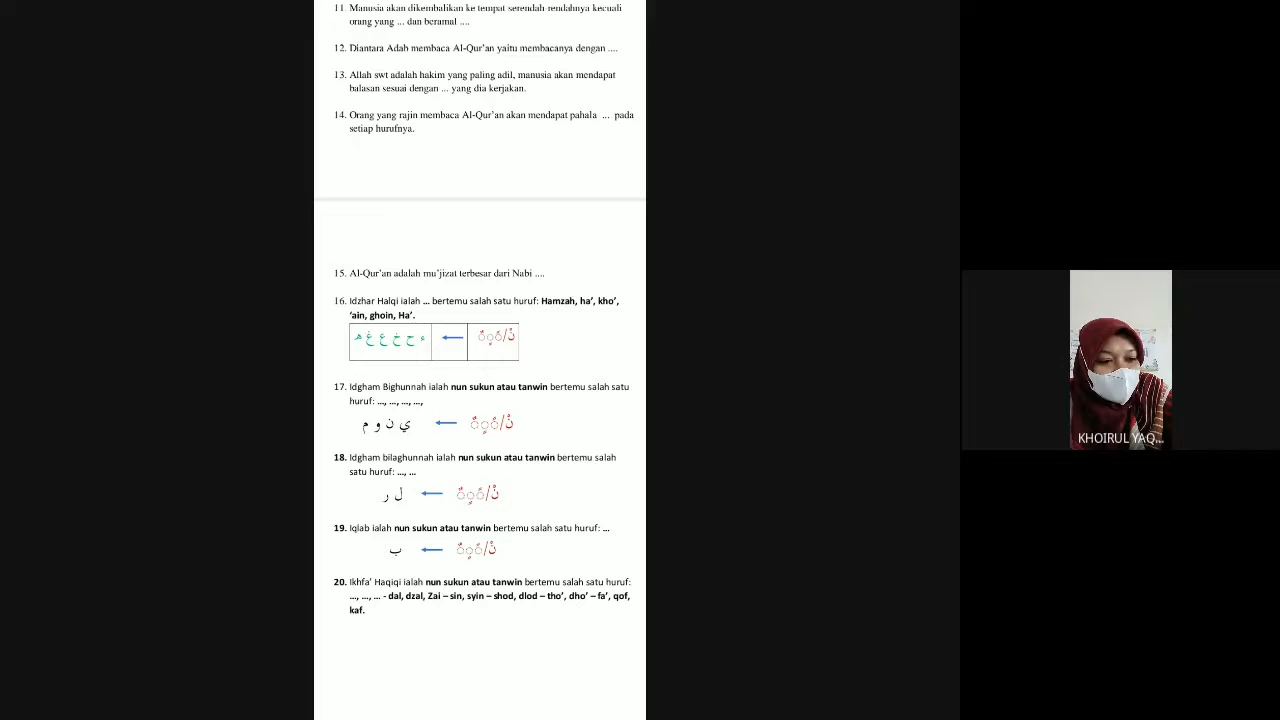 11. Manusia akan dikembalikan ke tempat serendah-rendahnya kecuali
orang yang ... dan beramal ....
12. Diantara Adab membaca Al-Qur'an yaitu membacanya dengan ....
13. Allah swt adalah hakim yang paling adil, manusia akan mendapat
balasan sesuai dengan ... yang dia kerjakan.
14. Orang yang rajin membaca Al-Qur'an akan mendapat pahala ... pada
setiap hurufnya.
15. Al-Qur'an adalah mu'jizat terbesar dari Nabi ....
16. Idzhar Halqi ialah ... bertemu salah satu huruf: Hamzah, ha', kho',
'ain, ghoin, Ha'.
نْ/ ـًـٍـٌ ← ء ح خ ع غ ھ
17. Idgham Bighunnah ialah nun sukun atau tanwin bertemu salah satu
huruf: ..., ..., ..., ...,
نْ/ ـًـٍـٌ ← ي ن و م
18. Idgham bilaghunnah ialah nun sukun atau tanwin bertemu salah
satu huruf: ..., ...
نْ/ ـًـٍـٌ ← ل ر
19. Iqlab ialah nun sukun atau tanwin bertemu salah satu huruf: ...
نْ/ ـًـٍـٌ ← ب
20. Ikhfa' Haqiqi ialah nun sukun atau tanwin bertemu salah satu huruf:
..., ..., ... - dal, dzal, Zai – sin, syin – shod, dlod – tho', dho' – fa', qof,
kaf.
KHOIRUL YAQ...